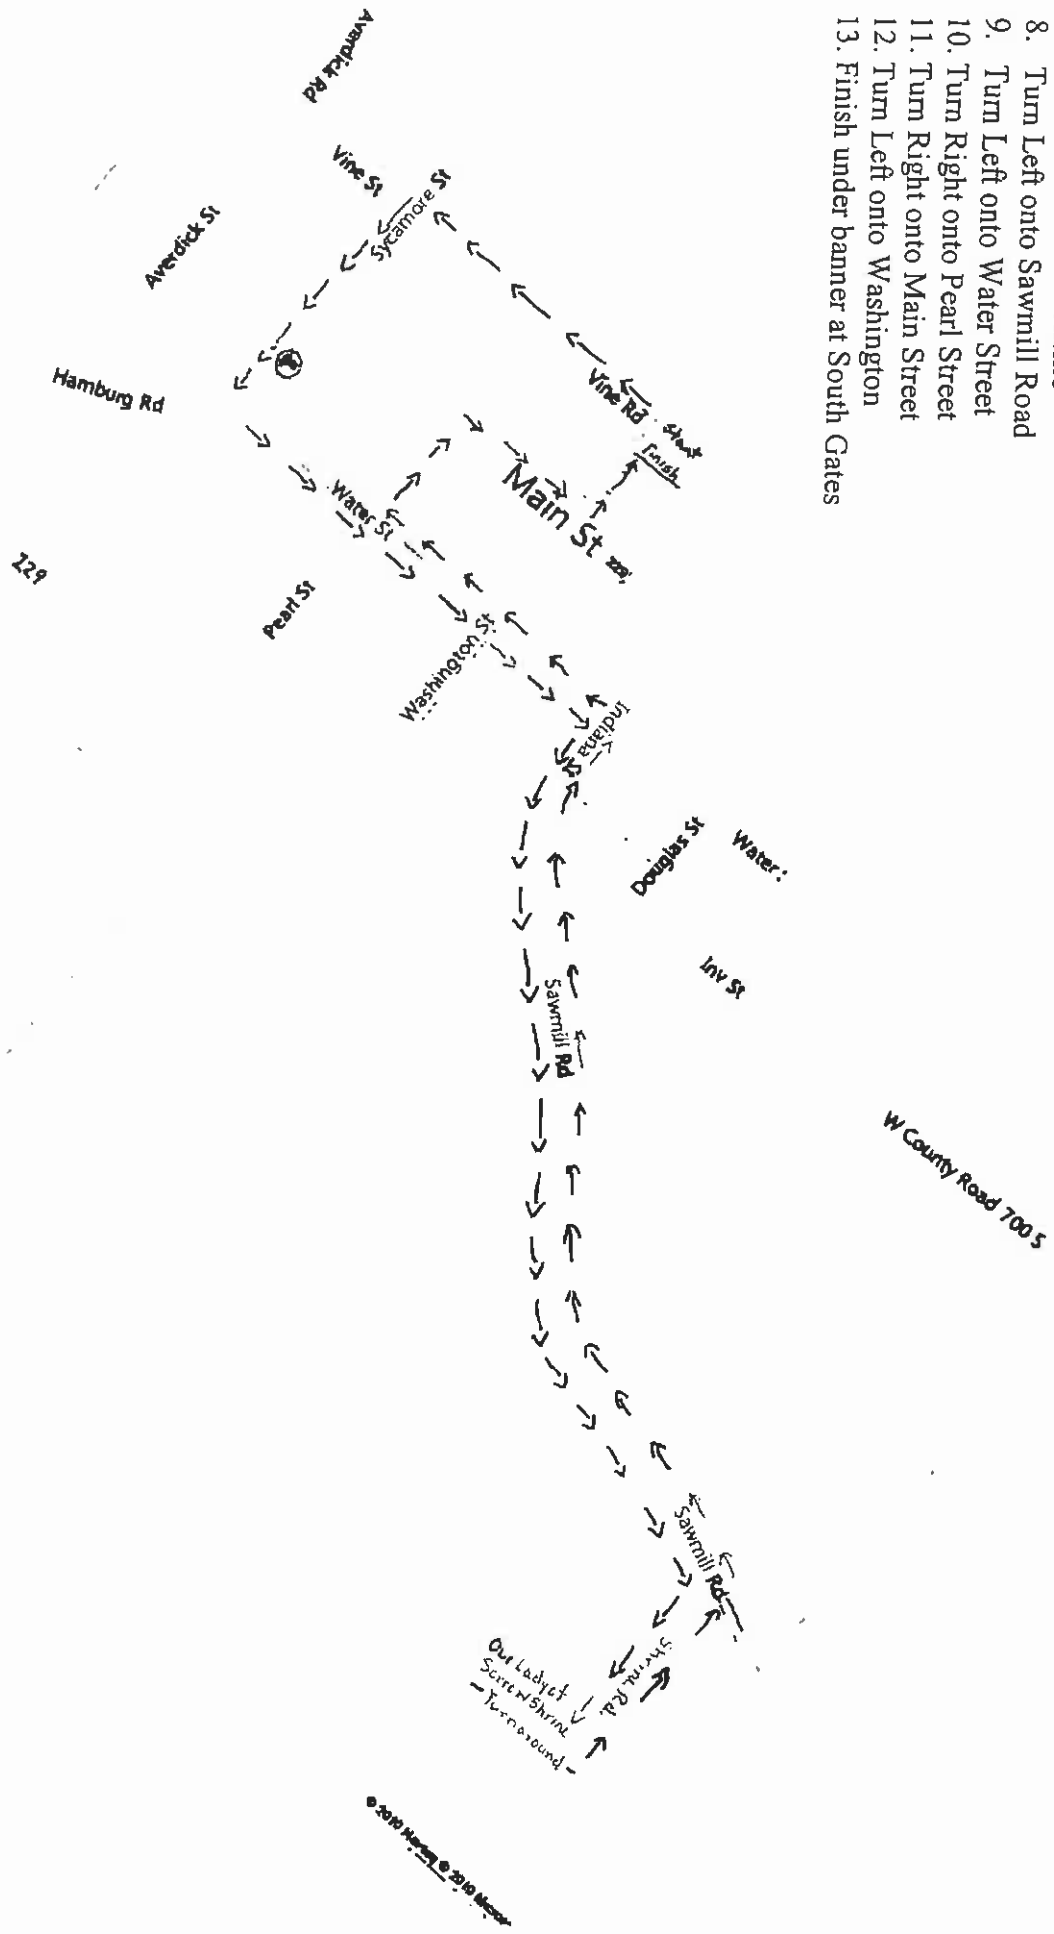 8. Turn Left onto Sawmill Road
9. Turn Left onto Water Street
10. Turn Right onto Pearl Street
11. Turn Right onto Main Street
12. Turn Left onto Washington
13. Finish under banner at South Gates
Averdick Rd
Vine St
Sycamore St
Averdick St
Hamburg Rd
Vine Rd
Start
Finish
Main St
Water St
229
Pearl St
Washington St
Indiana
Douglas St
Water
Inv St
Sawmill Rd
W County Road 700 S
Sawmill Rd
Shrine Rd.
Our Lady of
Sorrow Shrine
- Turnaround -
© 2010 © 2010